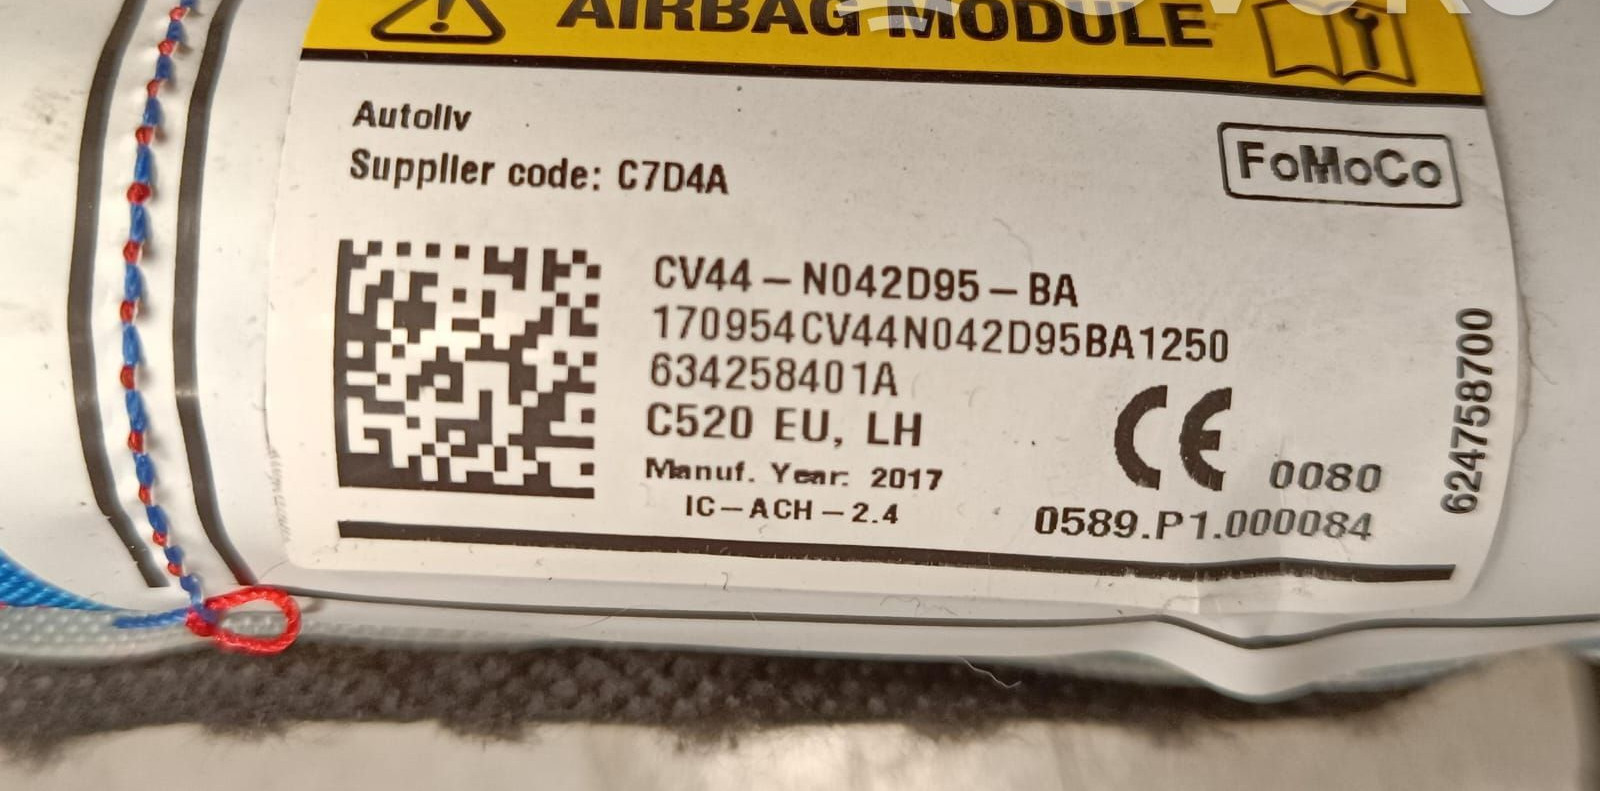 AIRBAG MODULE
Autoliv
Supplier code: C7D4A
FoMoCo
CV44-N042D95-BA
170954CV44N042D95BA1250
634258401A
C520 EU, LH
Manuf. Year: 2017
IC-ACH-2.4
CE 0080
0589.P1.000084
624758700